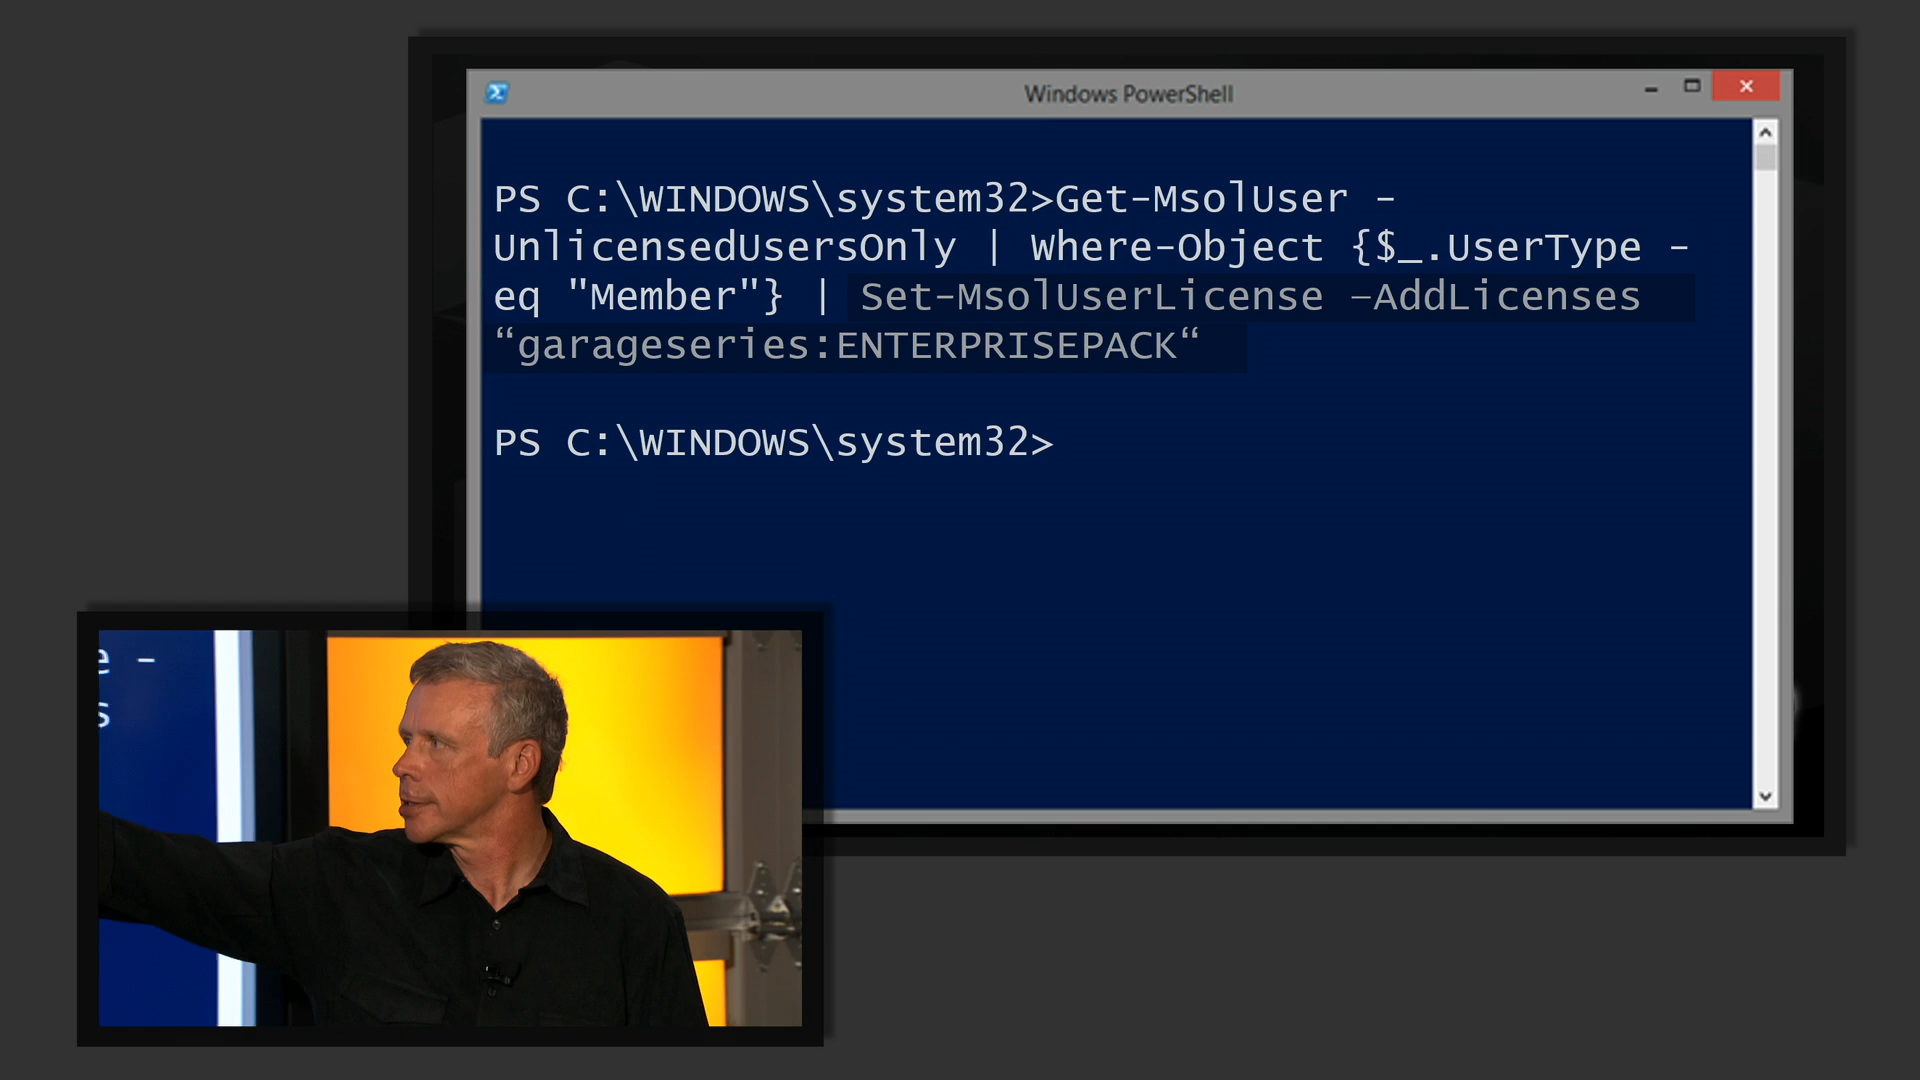 Windows PowerShell
PS C:\WINDOWS\system32>Get-MsolUser -
UnlicensedUsersOnly | Where-Object {$_.UserType -
eq "Member"} | Set-MsolUserLicense –AddLicenses
“garageseries:ENTERPRISEPACK“
PS C:\WINDOWS\system32>
e -
s